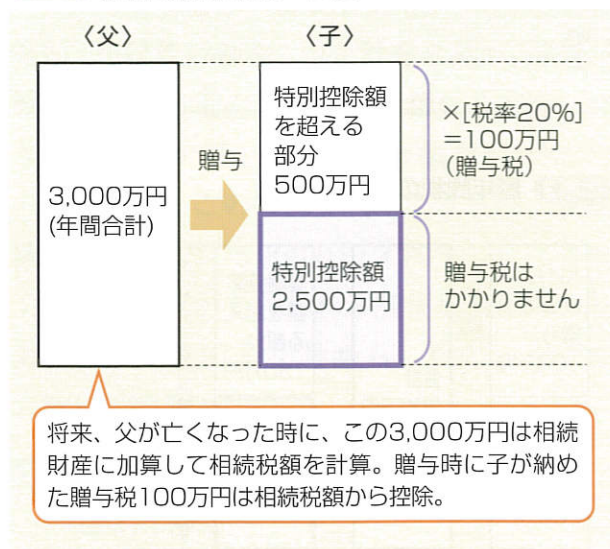 〈父〉
〈子〉
3,000万円
(年間合計)
贈与
特別控除額
を超える
部分
500万円
×[税率20%]
=100万円
(贈与税)
特別控除額
2,500万円
贈与税は
かかりません
将来、父が亡くなった時に、この3,000万円は相続
財産に加算して相続税額を計算。贈与時に子が納め
た贈与税100万円は相続税額から控除。